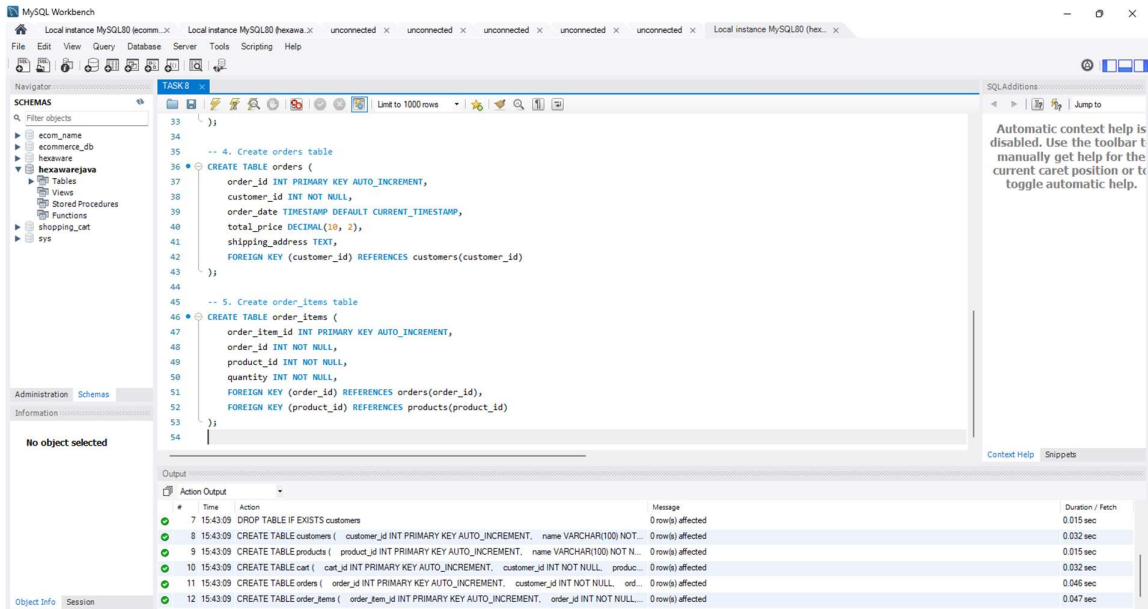 MySQL Workbench
Local instance MySQL80 (ecomm... × Local instance MySQL80 (hexawa... × unconnected × unconnected × unconnected × unconnected × unconnected × Local instance MySQL80 (hex... ×
File Edit View Query Database Server Tools Scripting Help
Navigator
SCHEMAS
Filter objects
ecom_name
ecommerce_db
hexaware
hexawarejava
Tables
Views
Stored Procedures
Functions
shopping_cat
sys
Administration Schemas
Information
No object selected
Object Info Session
TASK 8 ×
Limit to 1000 rows
33 );
34
35 -- 4. Create orders table
36 CREATE TABLE orders (
37 order_id INT PRIMARY KEY AUTO_INCREMENT,
38 customer_id INT NOT NULL,
39 order_date TIMESTAMP DEFAULT CURRENT_TIMESTAMP,
40 total_price DECIMAL(10, 2),
41 shipping_address TEXT,
42 FOREIGN KEY (customer_id) REFERENCES customers(customer_id)
43 );
44
45 -- 5. Create order_items table
46 CREATE TABLE order_items (
47 order_item_id INT PRIMARY KEY AUTO_INCREMENT,
48 order_id INT NOT NULL,
49 product_id INT NOT NULL,
50 quantity INT NOT NULL,
51 FOREIGN KEY (order_id) REFERENCES orders(order_id),
52 FOREIGN KEY (product_id) REFERENCES products(product_id)
53 );
54
SQLAdditions
Jump to
Automatic context help is
disabled. Use the toolbar t
manually get help for the
current caret position or to
toggle automatic help.
Context Help Snippets
Output
Action Output
# Time Action Message Duration / Fetch
7 15:43:09 DROP TABLE IF EXISTS customers 0 row(s) affected 0.015 sec
8 15:43:09 CREATE TABLE customers ( customer_id INT PRIMARY KEY AUTO_INCREMENT, name VARCHAR(100) NOT... 0 row(s) affected 0.032 sec
9 15:43:09 CREATE TABLE products ( product_id INT PRIMARY KEY AUTO_INCREMENT, name VARCHAR(100) NOT N... 0 row(s) affected 0.015 sec
10 15:43:09 CREATE TABLE cart ( cart_id INT PRIMARY KEY AUTO_INCREMENT, customer_id INT NOT NULL, produc... 0 row(s) affected 0.032 sec
11 15:43:09 CREATE TABLE orders ( order_id INT PRIMARY KEY AUTO_INCREMENT, customer_id INT NOT NULL, ord... 0 row(s) affected 0.046 sec
12 15:43:09 CREATE TABLE order_items ( order_item_id INT PRIMARY KEY AUTO_INCREMENT, order_id INT NOT NULL,... 0 row(s) affected 0.047 sec